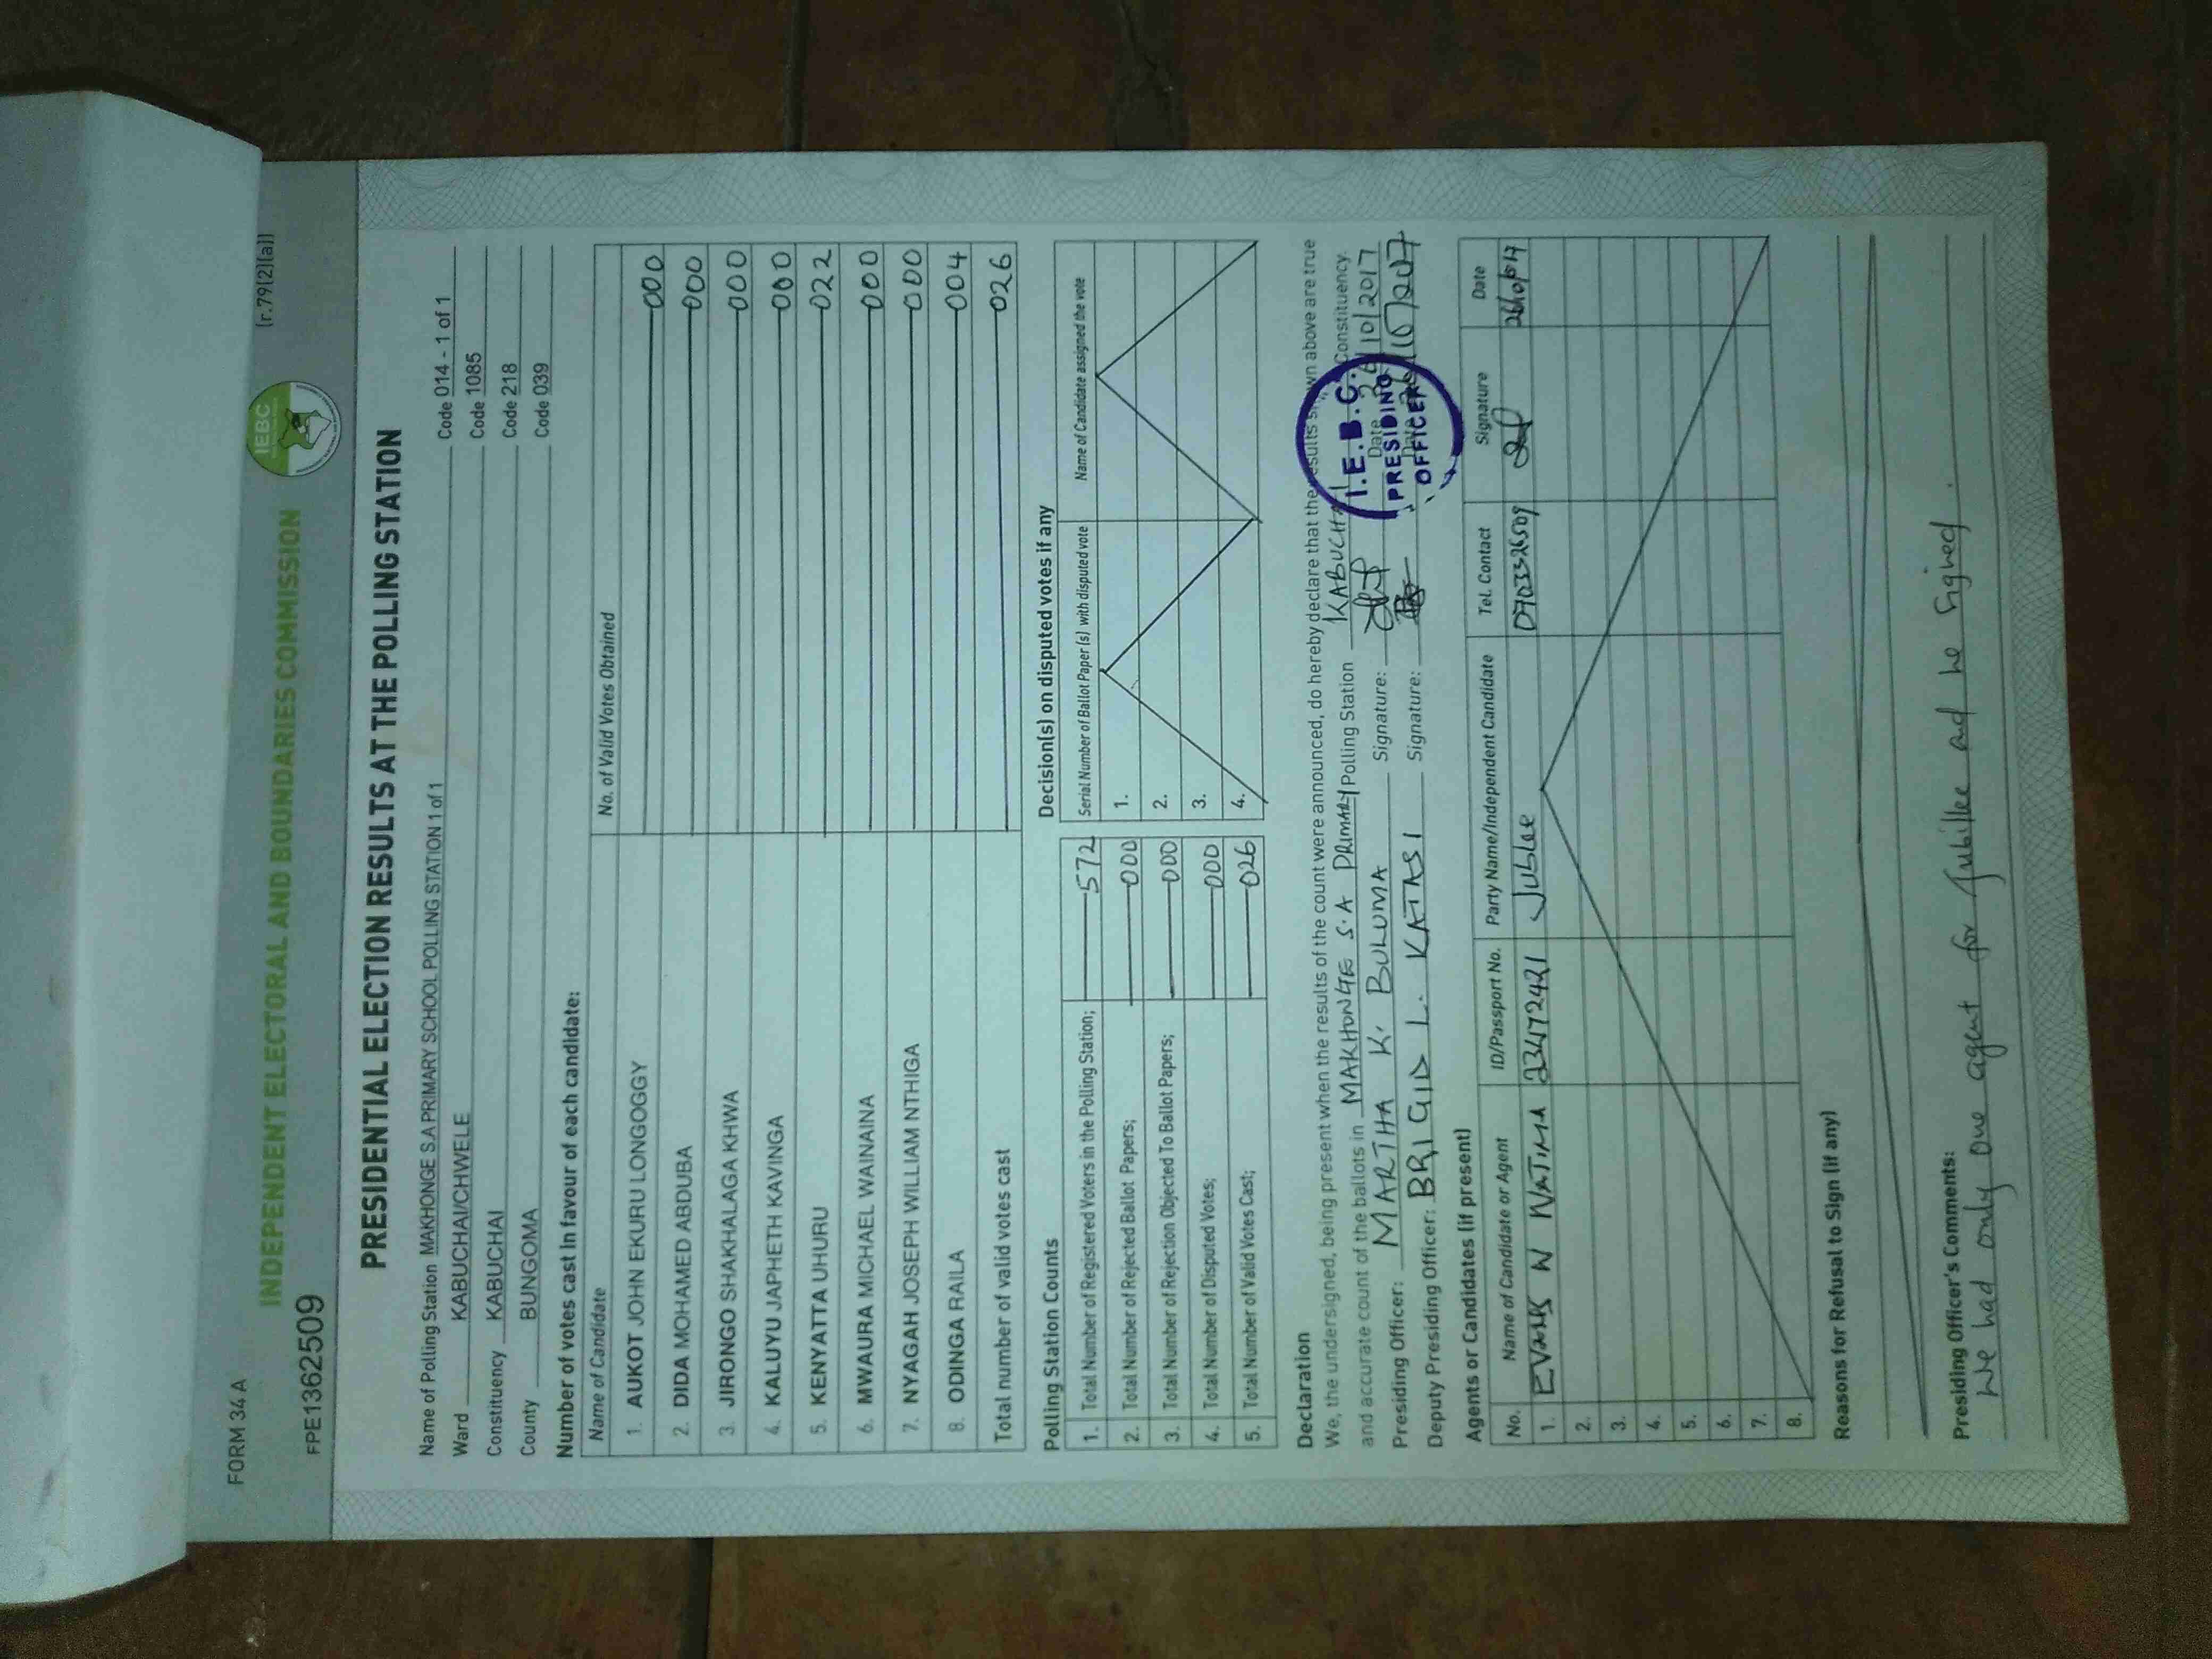 FORM 34 A
(r.79(2)(a))
INDEPENDENT ELECTORAL AND BOUNDARIES COMMISSION
IEBC
FPE1362509
PRESIDENTIAL ELECTION RESULTS AT THE POLLING STATION
Name of Polling Station MAKHONGE S.A PRIMARY SCHOOL POLLING STATION 1 of 1 Code 014 - 1 of 1
Ward KABUCHAI/CHWELE Code 1085
Constituency KABUCHAI Code 218
County BUNGOMA Code 039
Number of votes cast in favour of each candidate:
Name of Candidate No. of Valid Votes Obtained
1. AUKOT JOHN EKURU LONGOGGY 000
2. DIDA MOHAMED ABDUBA 000
3. JIRONGO SHAKHALAGA KHWA 000
4. KALUYU JAPHETH KAVINGA 000
5. KENYATTA UHURU 022
6. MWAURA MICHAEL WAINAINA 000
7. NYAGAH JOSEPH WILLIAM NTHIGA 000
8. ODINGA RAILA 004
Total number of valid votes cast 026
Polling Station Counts
1. Total Number of Registered Voters in the Polling Station; 572
2. Total Number of Rejected Ballot Papers; 000
3. Total Number of Rejection Objected To Ballot Papers; 000
4. Total Number of Disputed Votes; 000
5. Total Number of Valid Votes Cast; 026
Decision(s) on disputed votes if any
Serial Number of Ballot Paper (s) with disputed vote Name of Candidate assigned the vote
1.
2.
3.
4.
Declaration
We, the undersigned, being present when the results of the count were announced, do hereby declare that the results shown above are true
and accurate count of the ballots in MAKHONGE S.A PRIMARY Polling Station KABUCHAI Constituency.
Presiding Officer: MARTHA K. BULUMA Signature: Date 26/10/2017
Deputy Presiding Officer: BRIGID L. KATASI Signature: Date 26/10/2017
I.E.B.C.
PRESIDING
OFFICER
Agents or Candidates (if present)
No. Name of Candidate or Agent ID/Passport No. Party Name/Independent Candidate Tel. Contact Signature Date
1. EVANS W WATIMA 23472421 Jublee 0703326509
2.
3.
4.
5.
6.
7.
8.
Reasons for Refusal to Sign (if any)
Presiding Officer's Comments:
We had only one agent for Jubillee ad he signed.